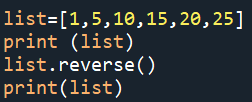 list=[1,5,10,15,20,25]
print (list)
list.reverse()
print(list)